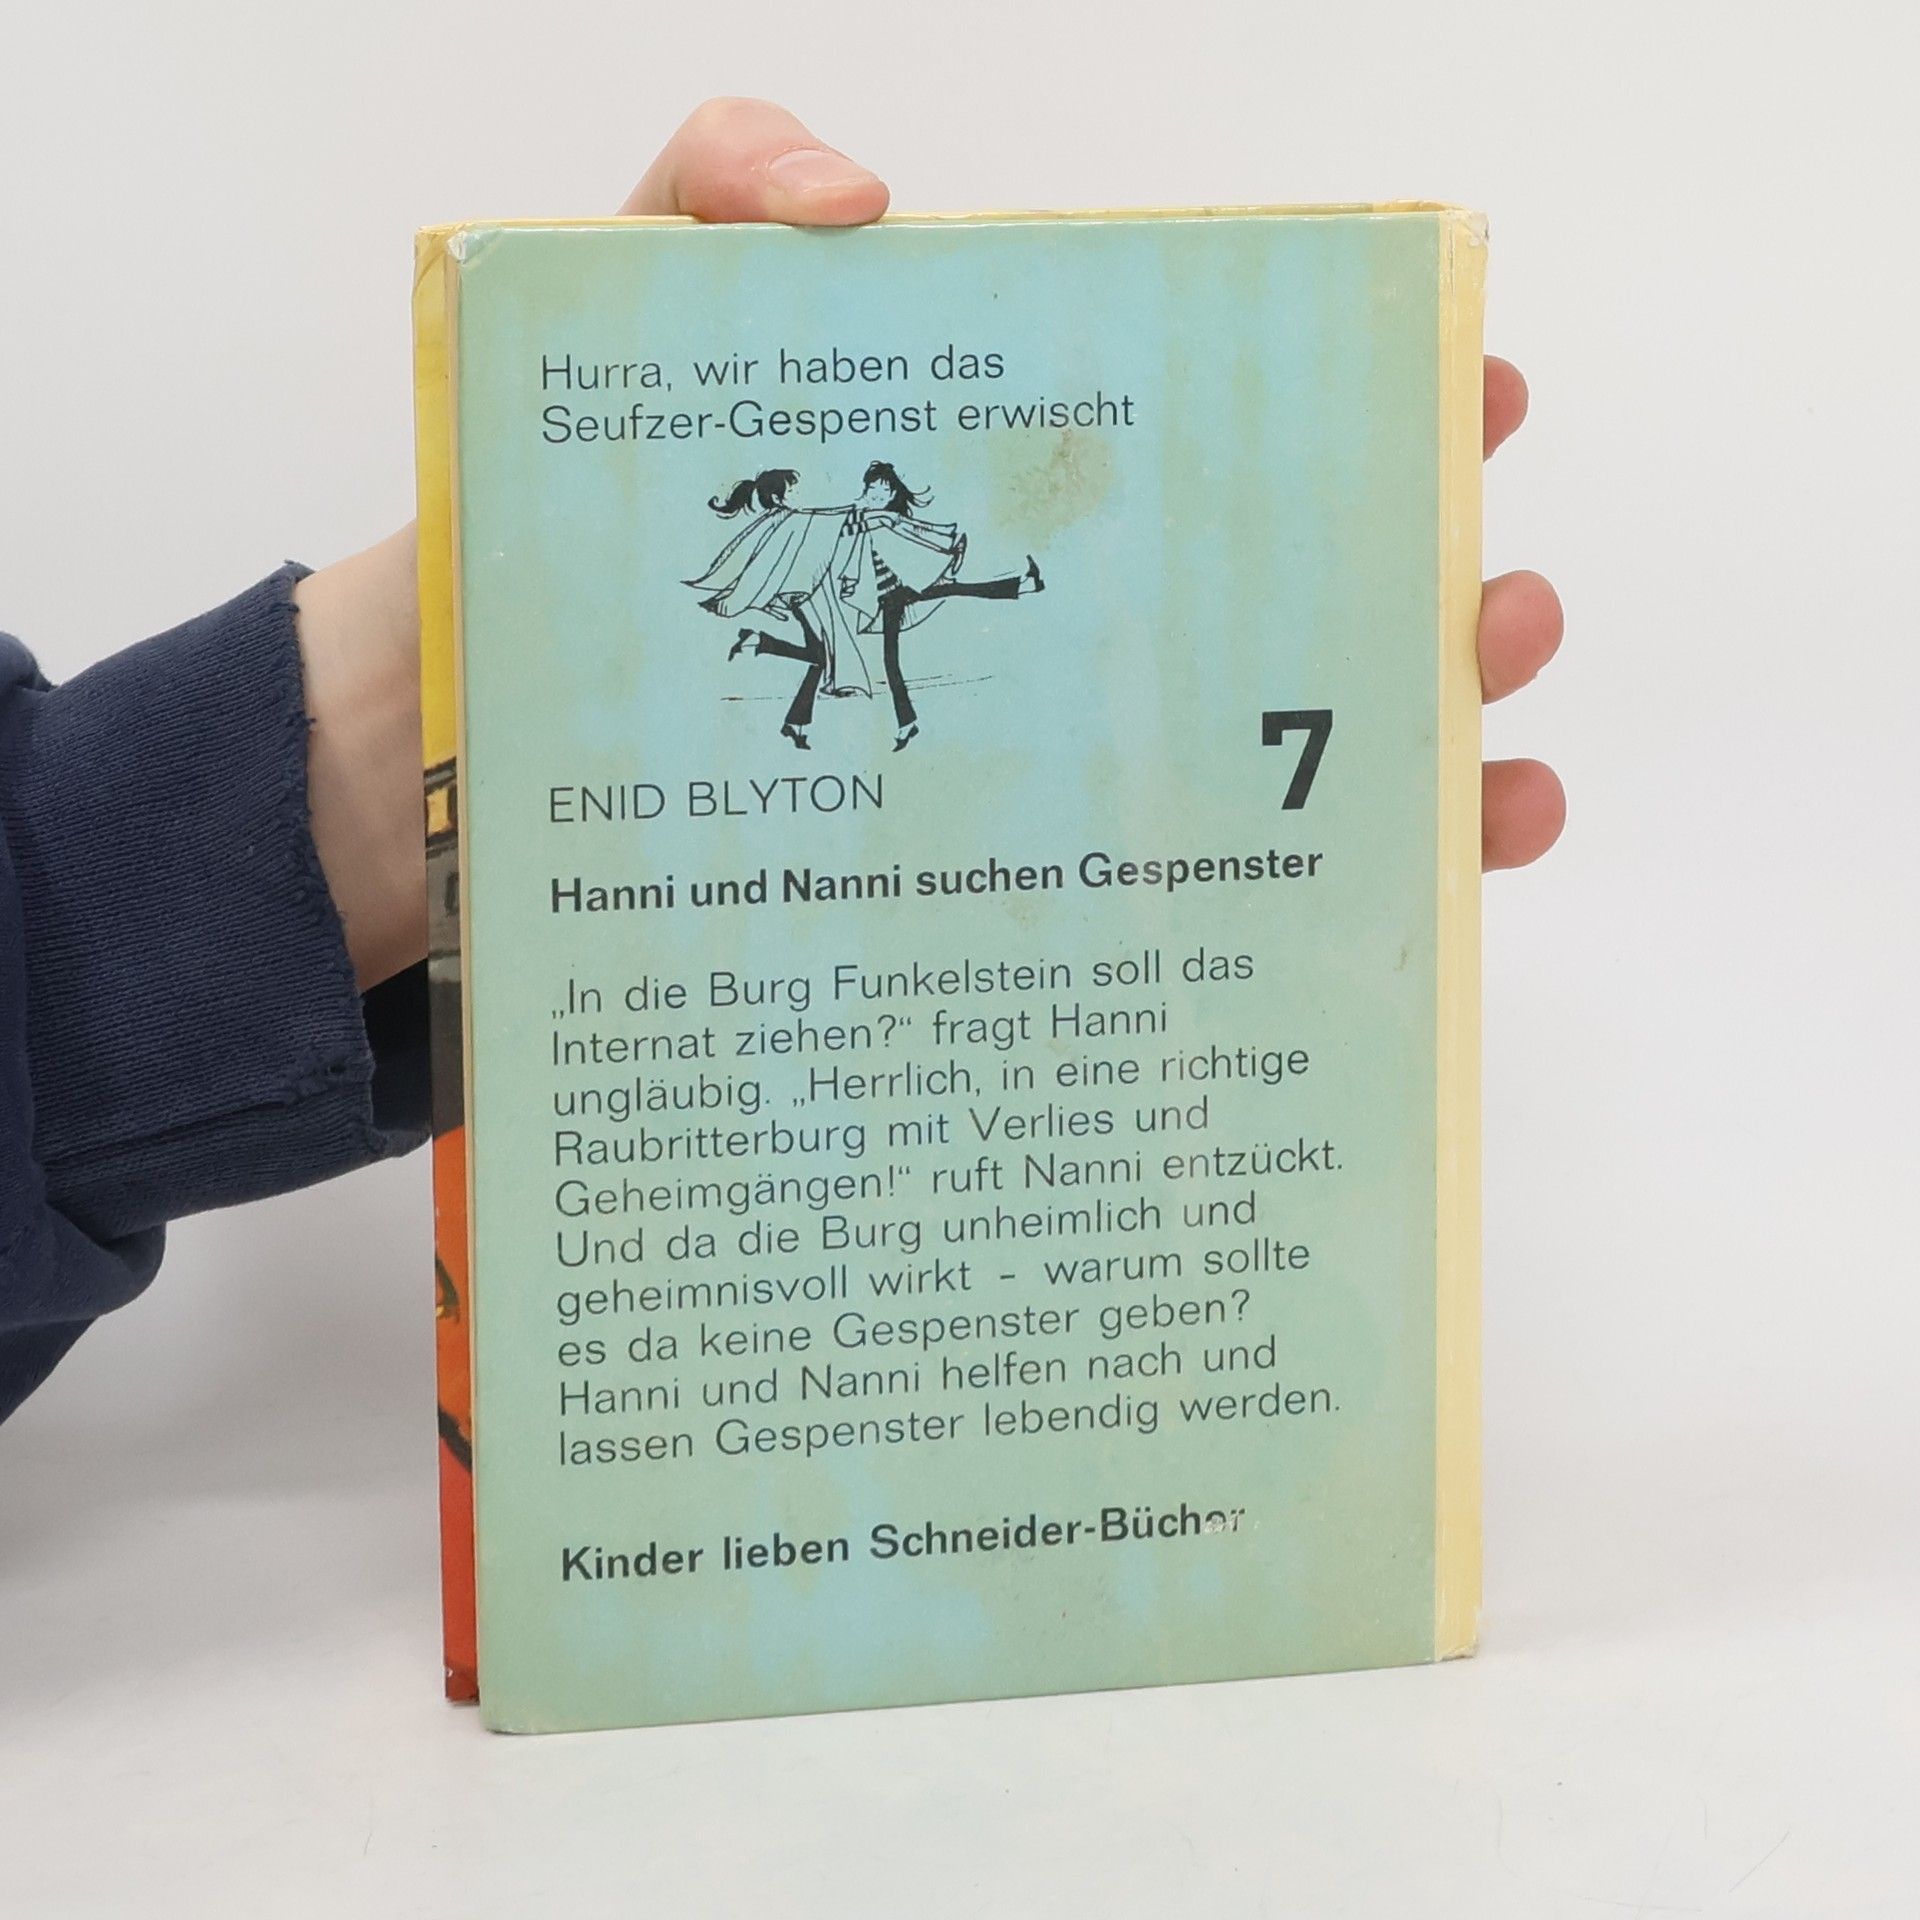 Hurra, wir haben das
Seufzer-Gespenst erwischt
7
ENID BLYTON
Hanni und Nanni suchen Gespenster
„In die Burg Funkelstein soll das
Internat ziehen?“ fragt Hanni
ungläubig. „Herrlich, in eine richtige
Raubritterburg mit Verlies und
Geheimgängen!“ ruft Nanni entzückt.
Und da die Burg unheimlich und
geheimnisvoll wirkt – warum sollte
es da keine Gespenster geben?
Hanni und Nanni helfen nach und
lassen Gespenster lebendig werden.
Kinder lieben Schneider-Bücher